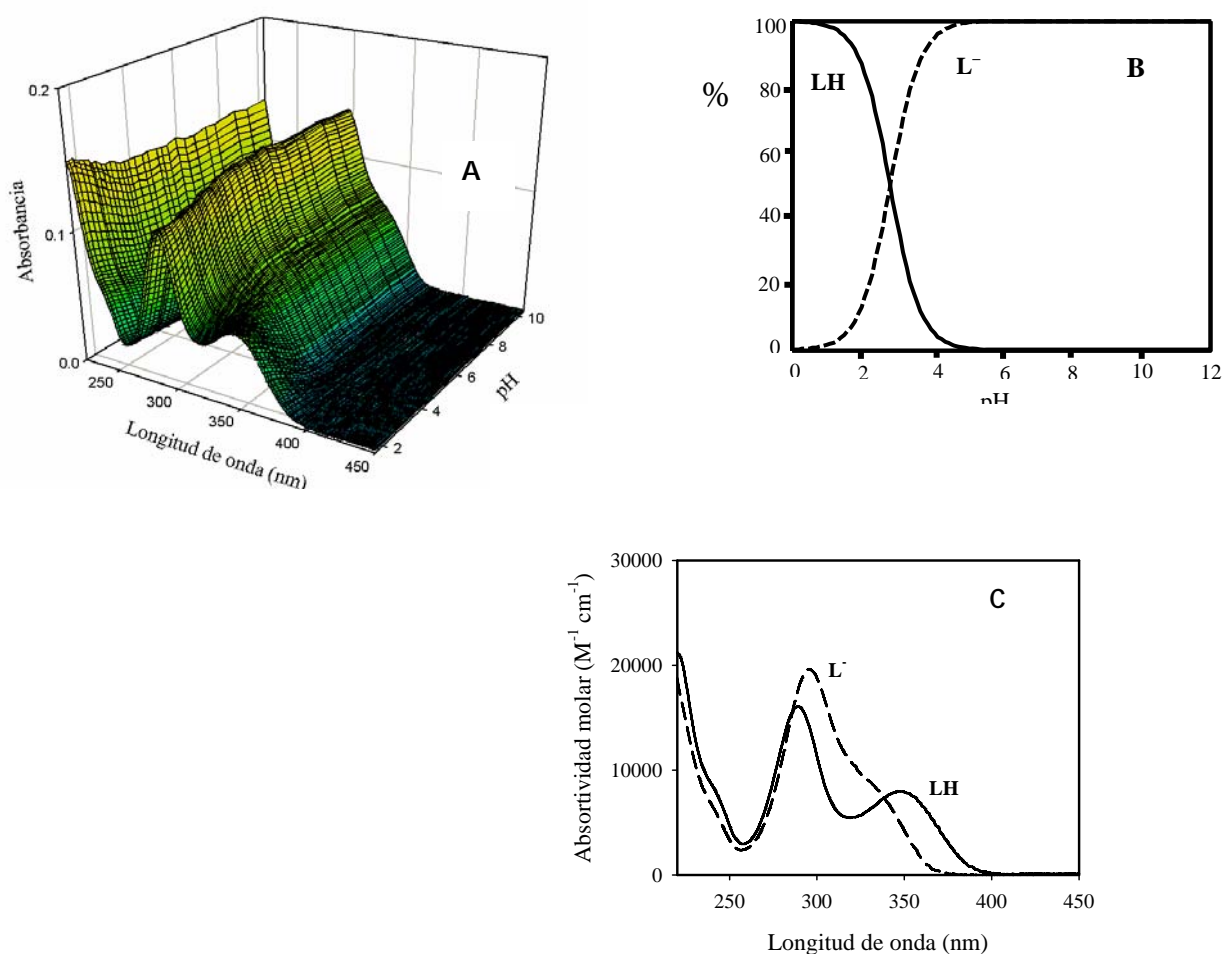 0.2
0.1
0.0
Absorbancia
A
250
300
350
400
450
Longitud de onda (nm)
2
4
6
8
10
pH
100
80
60
40
20
0
%
LH
L⁻
B
0 2 4 6 8 10 12
pH
30000
20000
10000
0
Absortividad molar (M⁻¹ cm⁻¹)
C
L⁻
LH
250 300 350 400 450
Longitud de onda (nm)